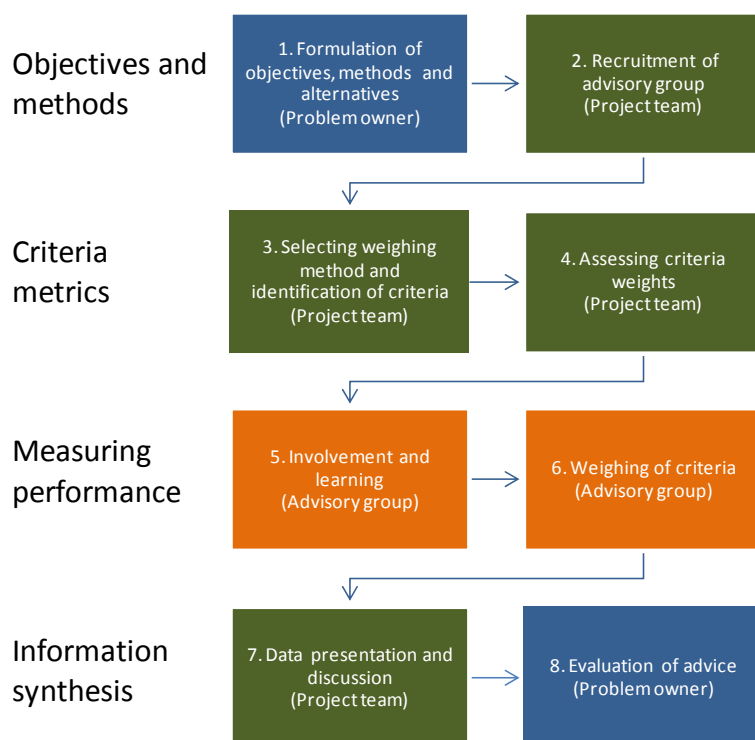 Objectives and
methods
1. Formulation of
objectives, methods and
alternatives
(Problem owner)
2. Recruitment of
advisory group
(Project team)
Criteria
metrics
3. Selecting weighing
method and
identification of criteria
(Project team)
4. Assessing criteria
weights
(Project team)
Measuring
performance
5. Involvement and
learning
(Advisory group)
6. Weighing of criteria
(Advisory group)
Information
synthesis
7. Data presentation and
discussion
(Project team)
8. Evaluation of advice
(Problem owner)